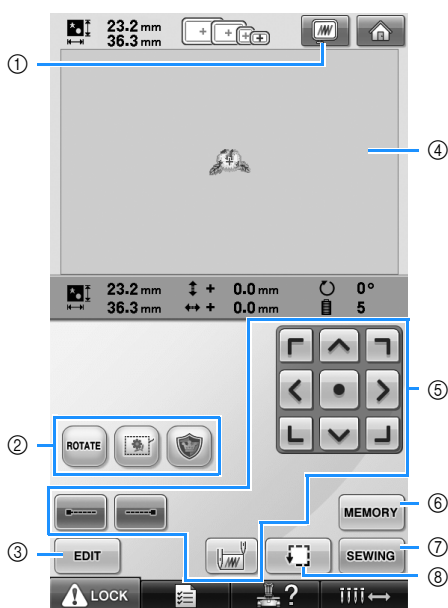 23.2 mm
36.3 mm
①
④
23.2 mm + 0.0 mm 0°
36.3 mm + 0.0 mm 5
⑤
②
ROTATE
⑥
MEMORY
③
EDIT
SEWING
⑦
⑧
LOCK
?